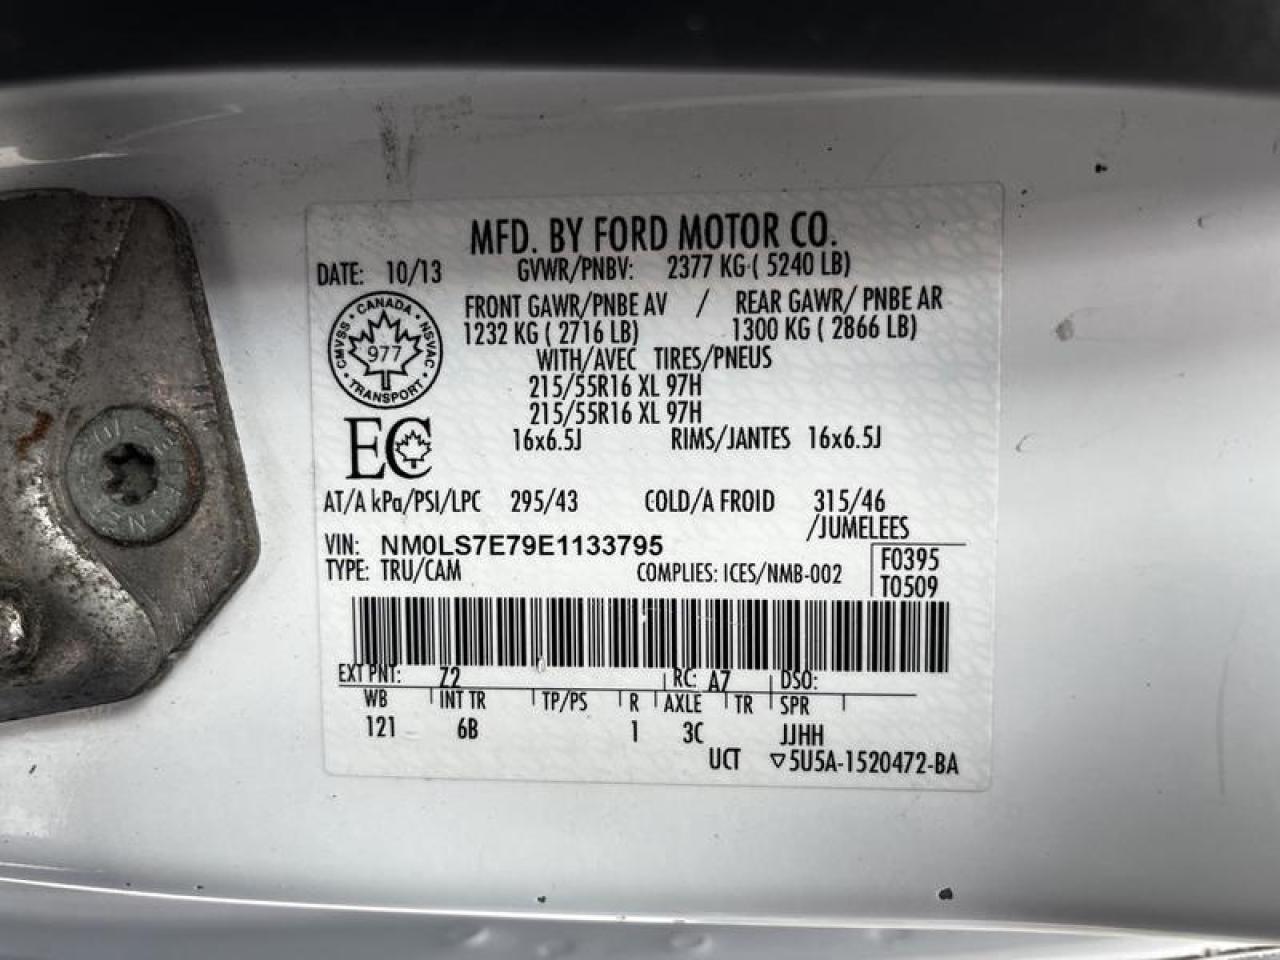 MFD. BY FORD MOTOR CO.
DATE: 10/13 GVWR/PNBV: 2377 KG ( 5240 LB)
FRONT GAWR/PNBE AV / REAR GAWR/ PNBE AR
1232 KG ( 2716 LB) 1300 KG ( 2866 LB)
WITH/AVEC TIRES/PNEUS
215/55R16 XL 97H
215/55R16 XL 97H
16x6.5J RIMS/JANTES 16x6.5J
CANADA
CMVSS 977 NSVAC
TRANSPORT
EC
AT/A kPa/PSI/LPC 295/43 COLD/A FROID 315/46
/JUMELEES
VIN: NM0LS7E79E1133795
TYPE: TRU/CAM COMPLIES: ICES/NMB-002
F0395
T0509
EXT PNT: Z2 RC: A7 DSO:
WB INT TR TP/PS R AXLE TR SPR
121 6B 1 3C JJHH
UCT ▽5U5A-1520472-BA